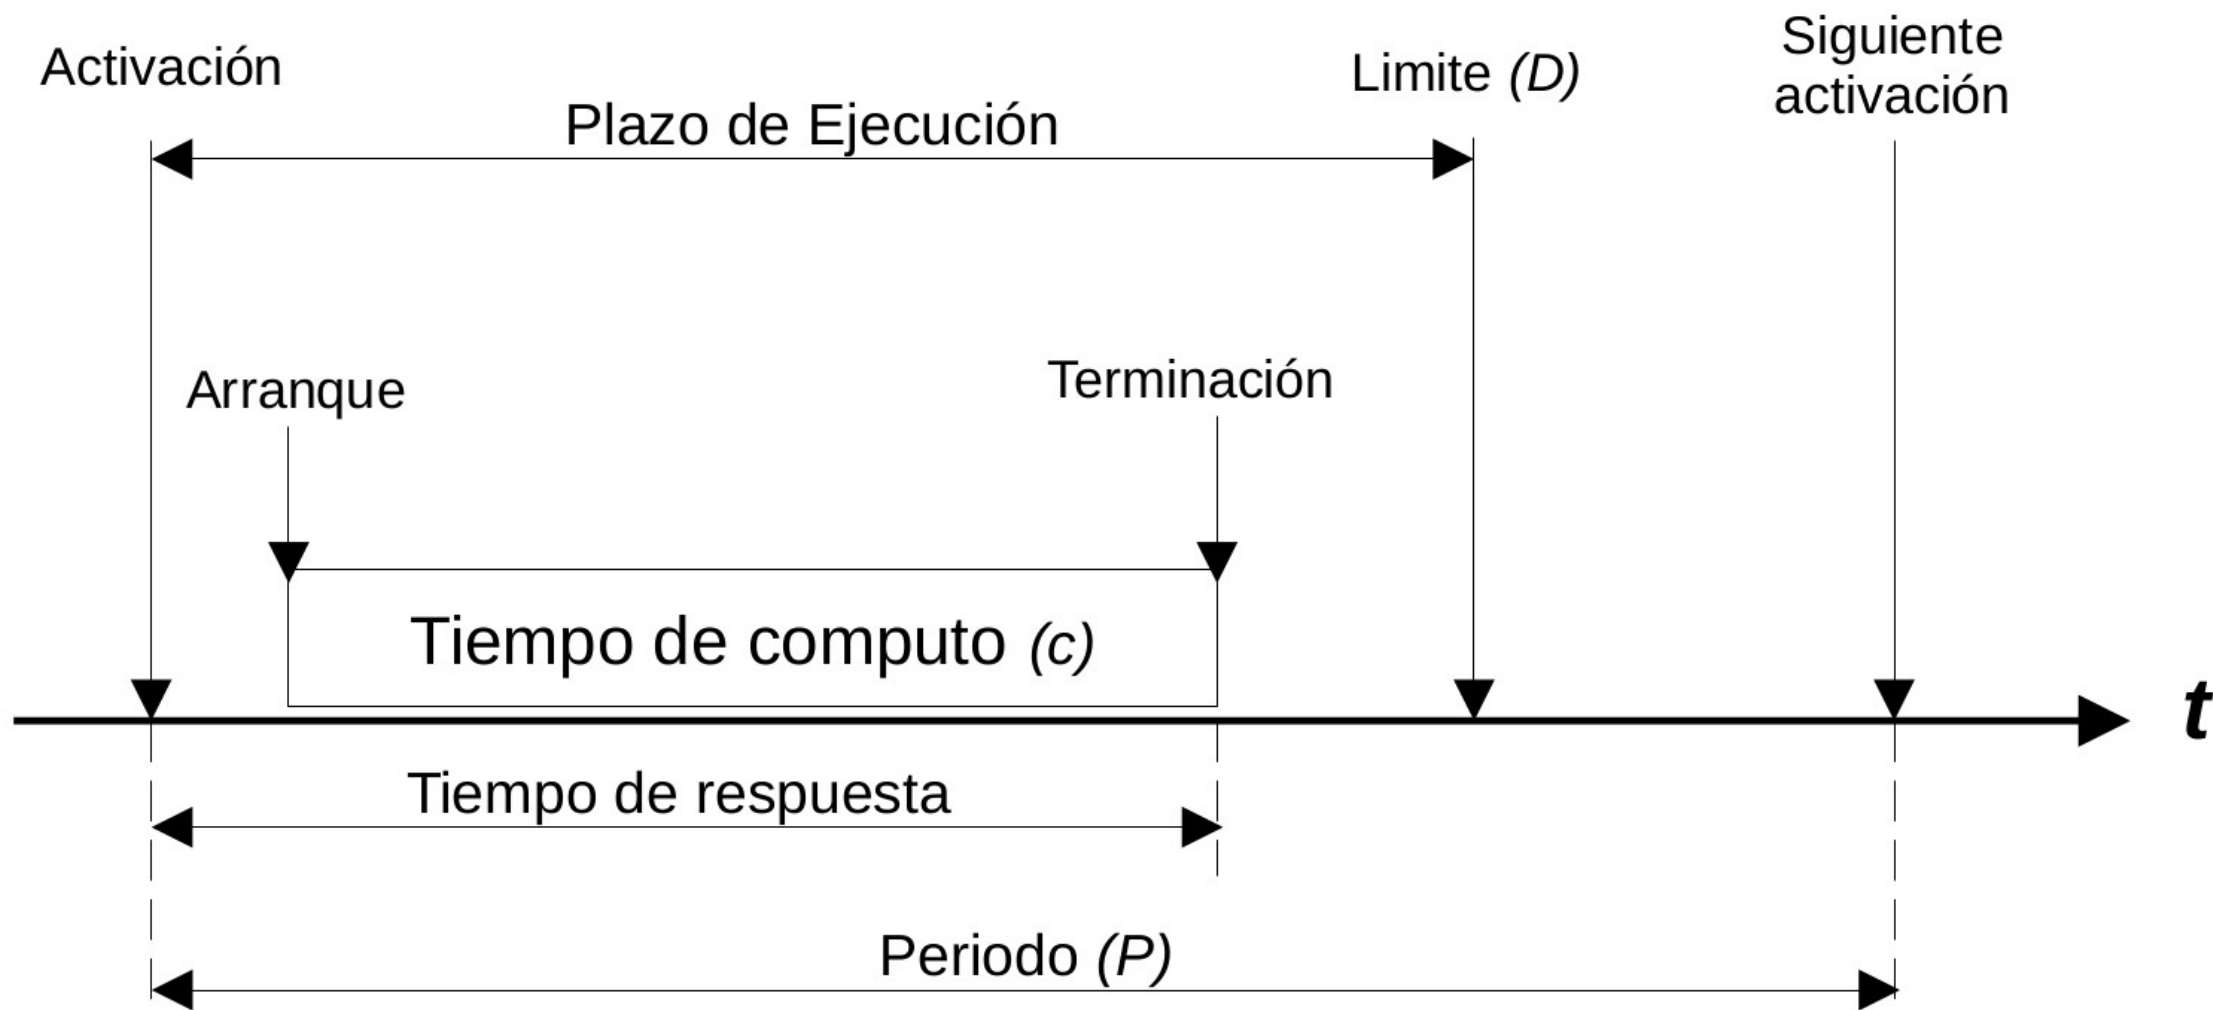 Activación
Plazo de Ejecución
Limite (D)
Siguiente
activación
Arranque
Terminación
Tiempo de computo (c)
t
Tiempo de respuesta
Periodo (P)